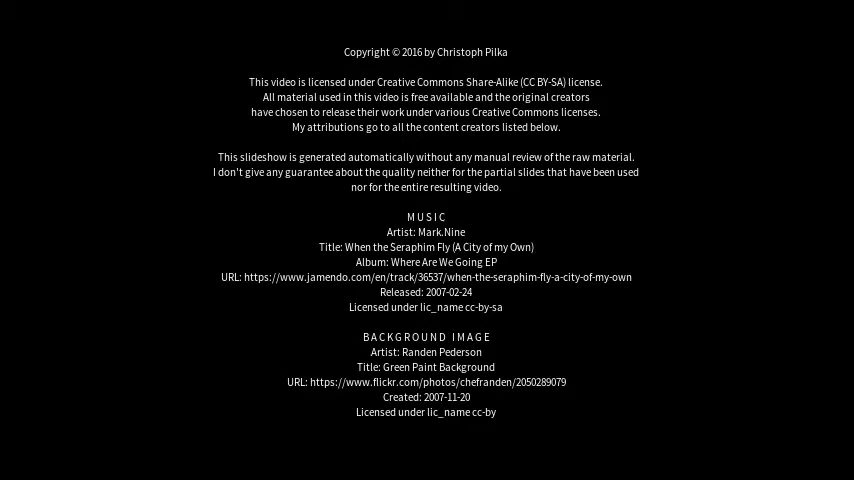 Copyright © 2016 by Christoph Pilka
This video is licensed under Creative Commons Share-Alike (CC BY-SA) license.
All material used in this video is free available and the original creators
have chosen to release their work under various Creative Commons licenses.
My attributions go to all the content creators listed below.
This slideshow is generated automatically without any manual review of the raw material.
I don't give any guarantee about the quality neither for the partial slides that have been used
nor for the entire resulting video.
MUSIC
Artist: Mark.Nine
Title: When the Seraphim Fly (A City of my Own)
Album: Where Are We Going EP
URL: https://www.jamendo.com/en/track/36537/when-the-seraphim-fly-a-city-of-my-own
Released: 2007-02-24
Licensed under lic_name cc-by-sa
BACKGROUND IMAGE
Artist: Randen Pederson
Title: Green Paint Background
URL: https://www.flickr.com/photos/chefranden/2050289079
Created: 2007-11-20
Licensed under lic_name cc-by